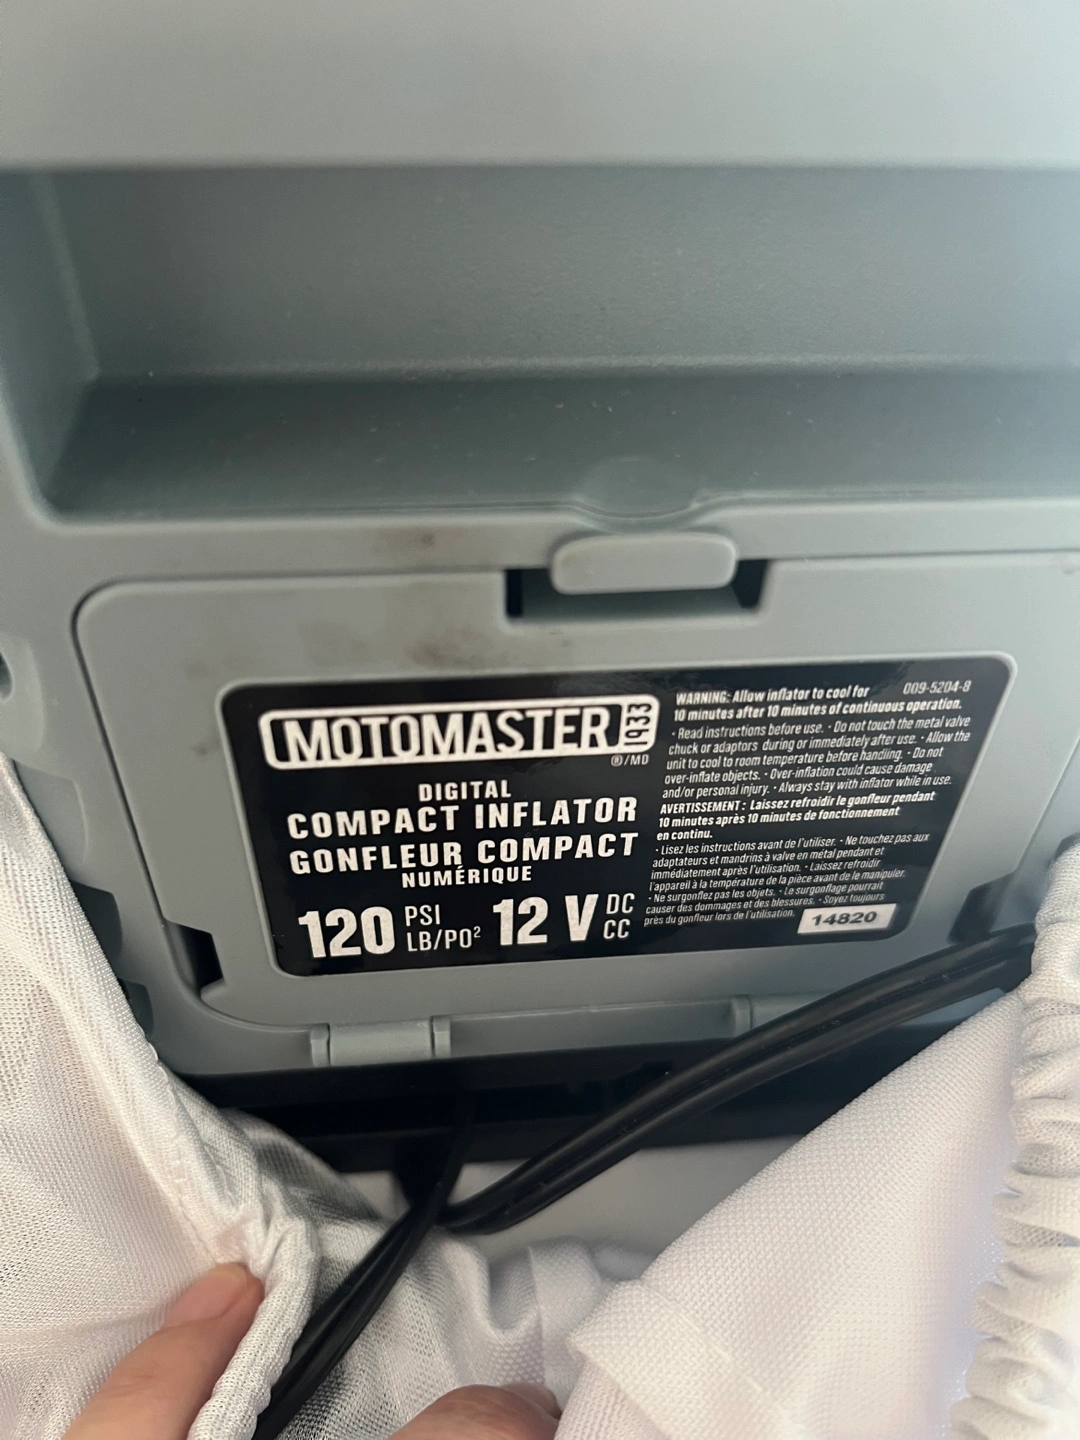 MOTOMASTER 1933
®/MD
DIGITAL
COMPACT INFLATOR
GONFLEUR COMPACT
NUMÉRIQUE
120 PSI LB/PO² 12 V DC CC
WARNING: Allow inflator to cool for 009-5204-8
10 minutes after 10 minutes of continuous operation.
· Read instructions before use. · Do not touch the metal valve
chuck or adaptors during or immediately after use. · Allow the
unit to cool to room temperature before handling. · Do not
over-inflate objects. · Over-inflation could cause damage
and/or personal injury. · Always stay with inflator while in use.
AVERTISSEMENT : Laissez refroidir le gonfleur pendant
10 minutes après 10 minutes de fonctionnement
en continu.
· Lisez les instructions avant de l'utiliser. · Ne touchez pas aux
adaptateurs et mandrins à valve en métal pendant et
immédiatement après l'utilisation. · Laissez refroidir
l'appareil à la température de la pièce avant de le manipuler.
· Ne surgonflez pas les objets. · Le surgonflage pourrait
causer des dommages et des blessures. · Soyez toujours
près du gonfleur lors de l'utilisation.
14820